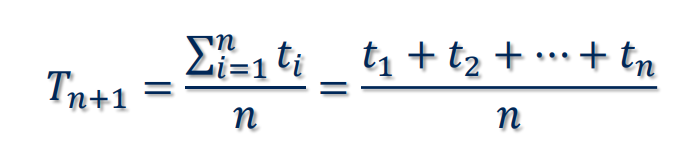 T_{n+1} = \frac{\sum_{i=1}^{n} t_i}{n} = \frac{t_1 + t_2 + \cdots + t_n}{n}